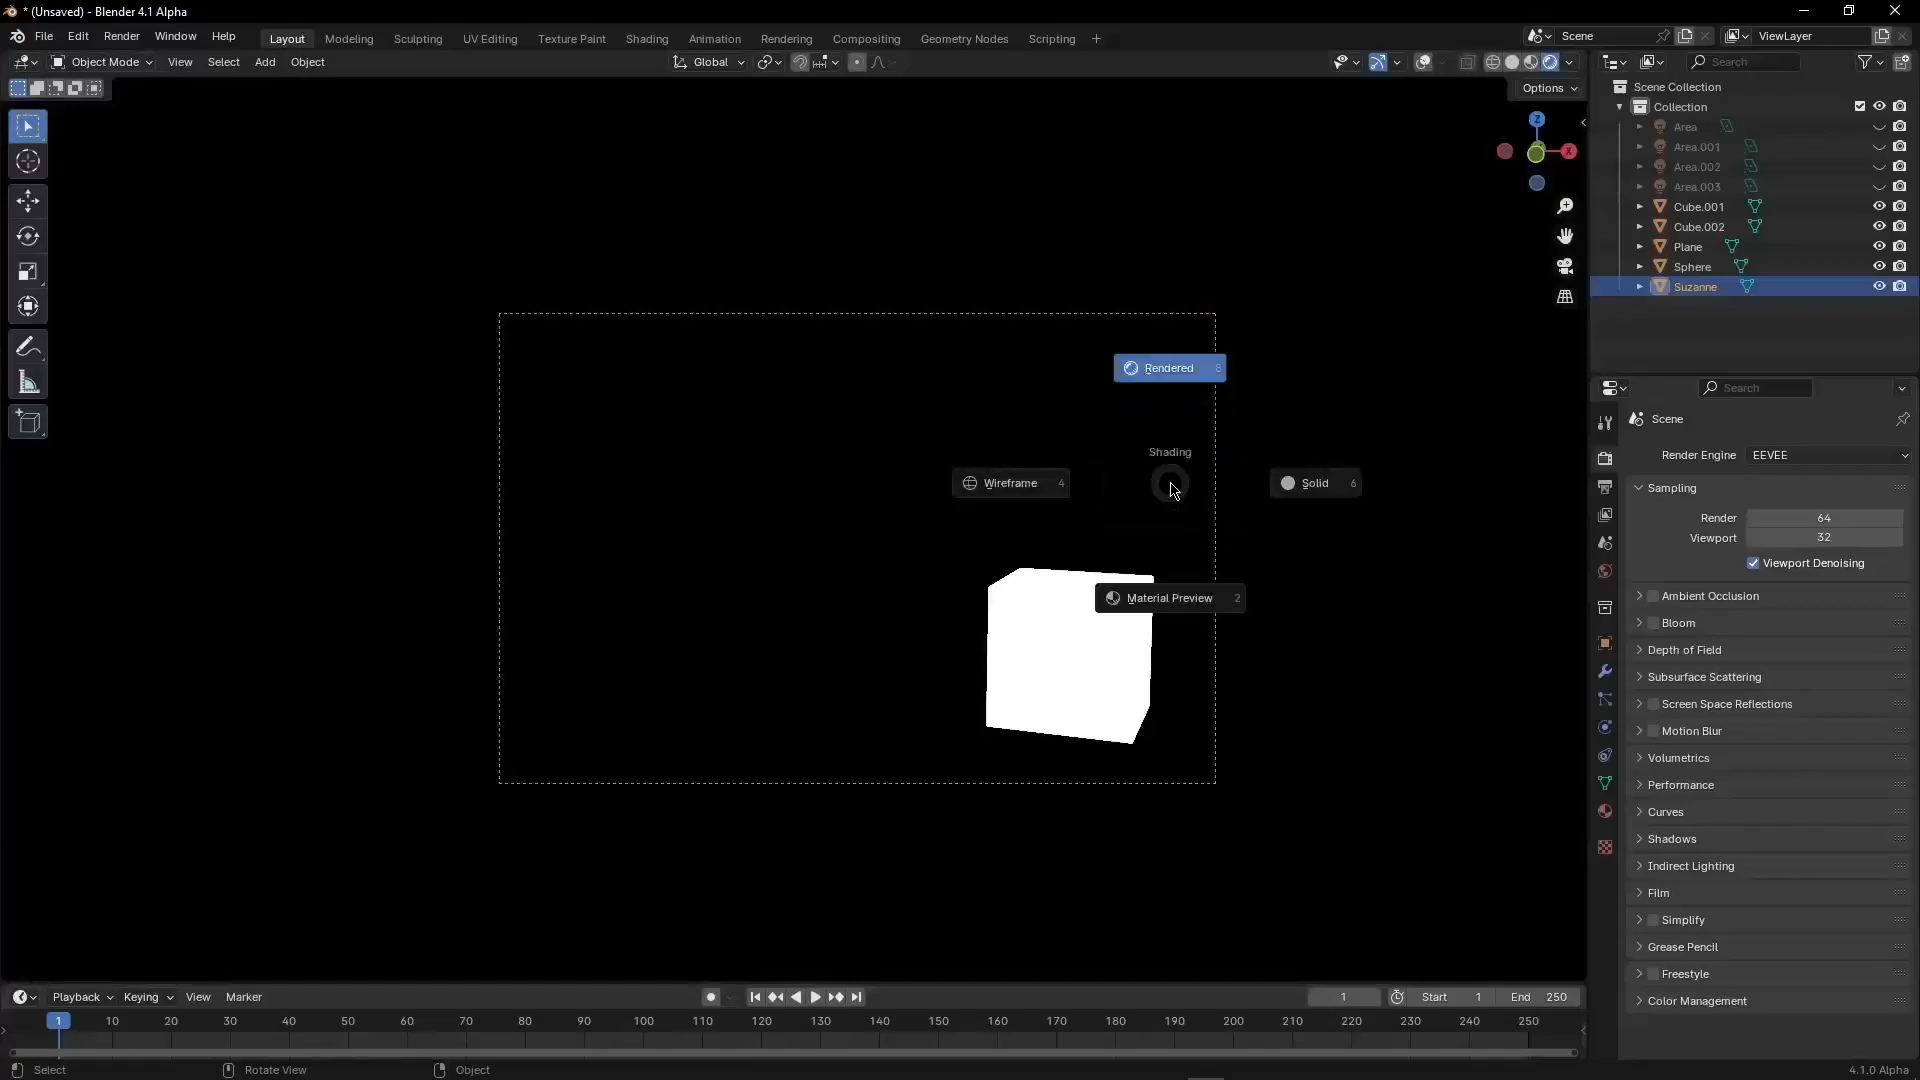 * (Unsaved) - Blender 4.1 Alpha
File Edit Render Window Help
Layout Modeling Sculpting UV Editing Texture Paint Shading Animation Rendering Compositing Geometry Nodes Scripting +
Scene
ViewLayer
Object Mode View Select Add Object
Global
Search
Options
Z
X
Scene Collection
Collection
Area
Area.001
Area.002
Area.003
Cube.001
Cube.002
Plane
Sphere
Suzanne
Rendered 8
Shading
Wireframe 4
Solid 6
Material Preview 2
Search
Scene
Render Engine EEVEE
Sampling
Render 64
Viewport 32
Viewport Denoising
Ambient Occlusion
Bloom
Depth of Field
Subsurface Scattering
Screen Space Reflections
Motion Blur
Volumetrics
Performance
Curves
Shadows
Indirect Lighting
Film
Simplify
Grease Pencil
Freestyle
Color Management
Playback Keying View Marker
1
Start 1
End 250
1 10 20 30 40 50 60 70 80 90 100 110 120 130 140 150 160 170 180 190 200 210 220 230 240 250
Select Rotate View Object
4.1.0 Alpha